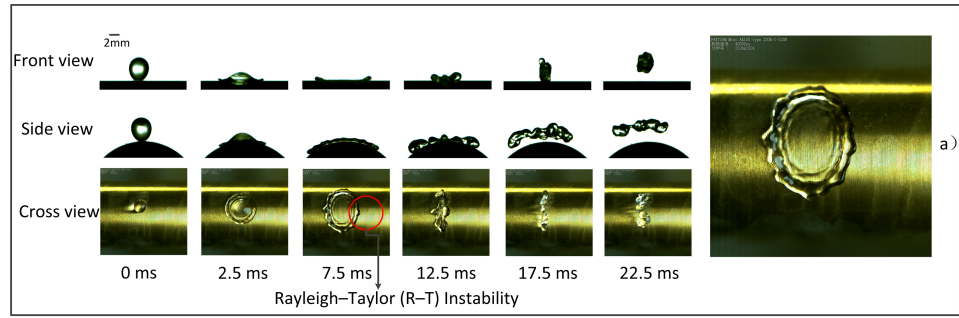 2mm
Front view
Side view
Cross view
0 ms
2.5 ms
7.5 ms
12.5 ms
17.5 ms
22.5 ms
Rayleigh–Taylor (R–T) Instability
a）